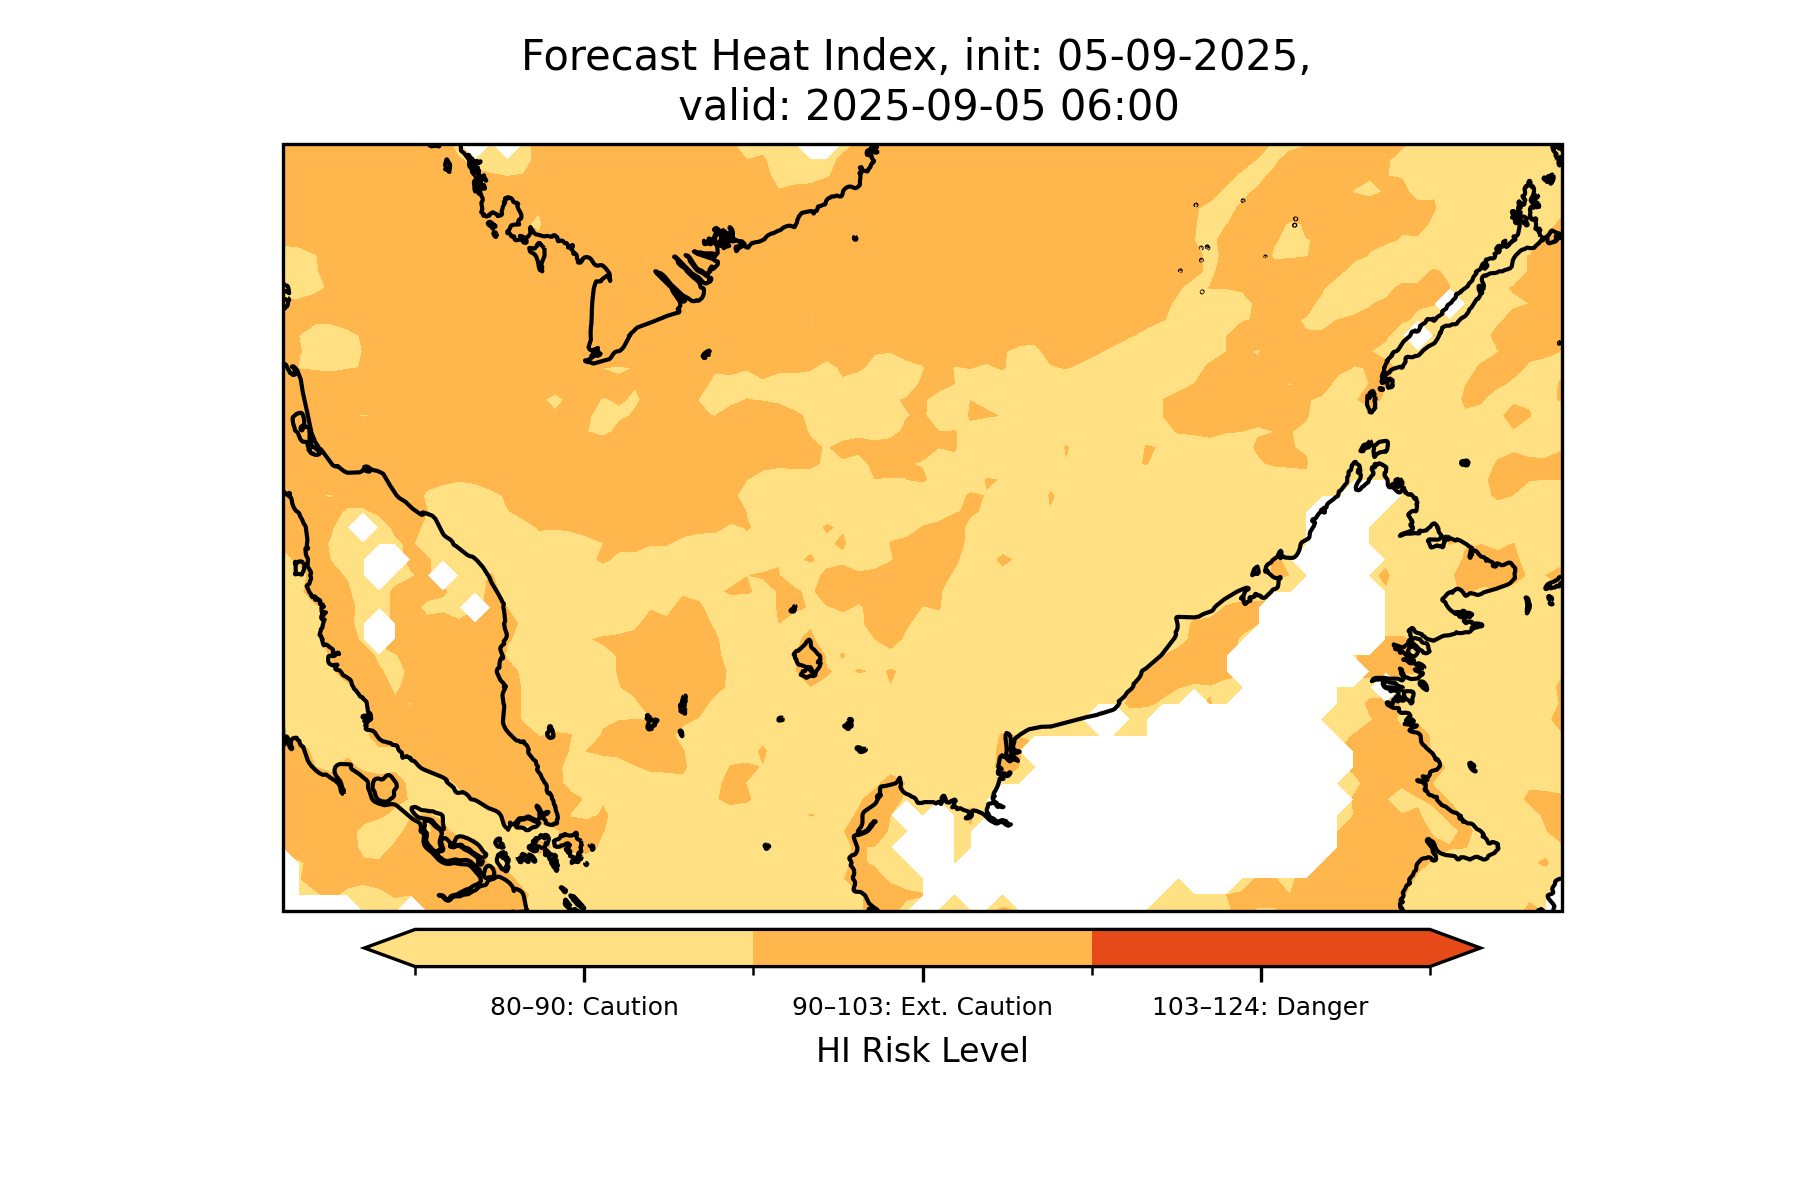 Forecast Heat Index, init: 05-09-2025,
valid: 2025-09-05 06:00
80–90: Caution
90–103: Ext. Caution
103–124: Danger
HI Risk Level